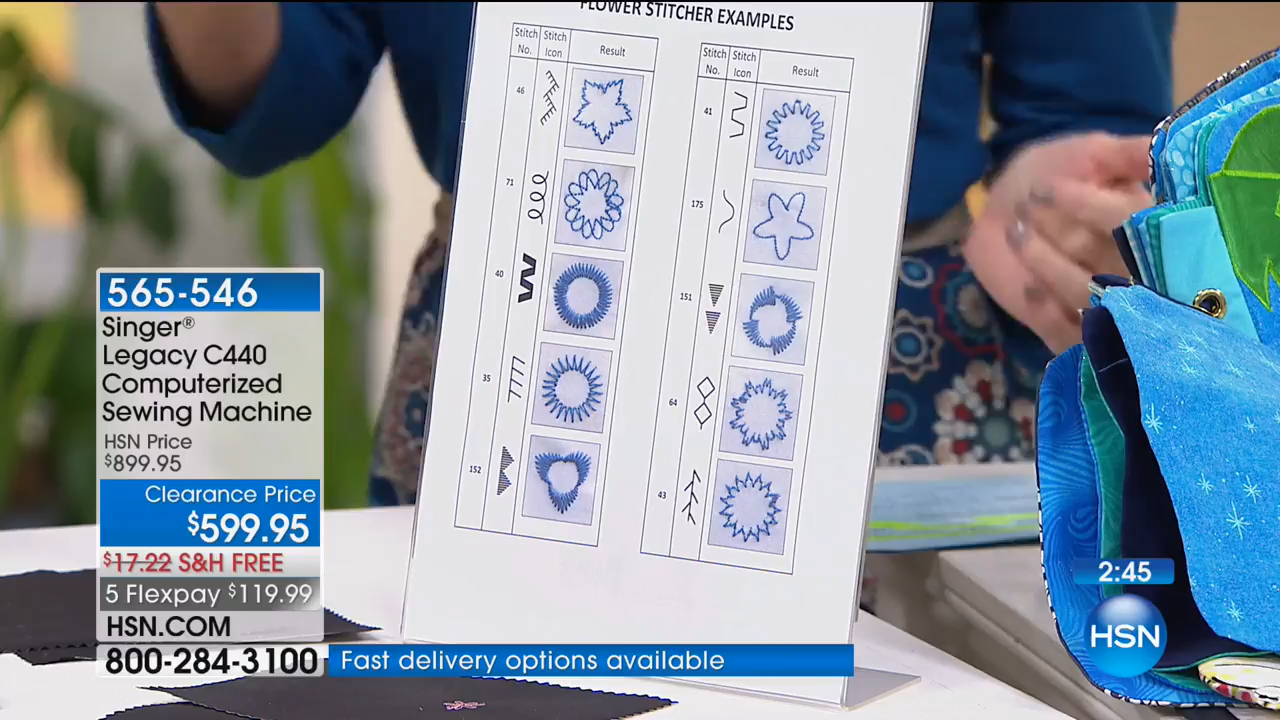 FLOWER STITCHER EXAMPLES
Stitch No.
Stitch Icon
Result
46
71
40
35
152
Stitch No.
Stitch Icon
Result
41
175
151
64
43
565-546
Singer®
Legacy C440
Computerized
Sewing Machine
HSN Price
$899.95
Clearance Price
$599.95
$17.22 S&H FREE
5 Flexpay $119.99
HSN.COM
800-284-3100
Fast delivery options available
2:45
HSN